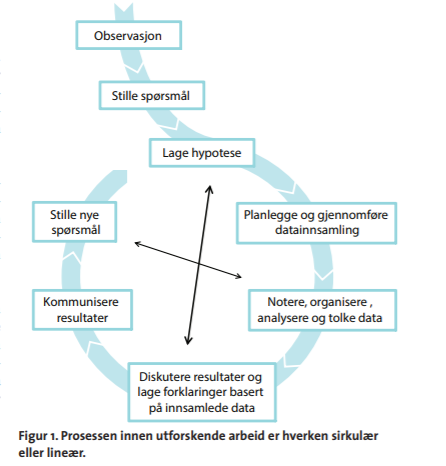 Observasjon
Stille spørsmål
Lage hypotese
Planlegge og gjennomføre
datainnsamling
Notere, organisere ,
analysere og tolke data
Diskutere resultater og
lage forklaringer basert
på innsamlede data
Kommunisere
resultater
Stille nye
spørsmål
Figur 1. Prosessen innen utforskende arbeid er hverken sirkulær
eller lineær.